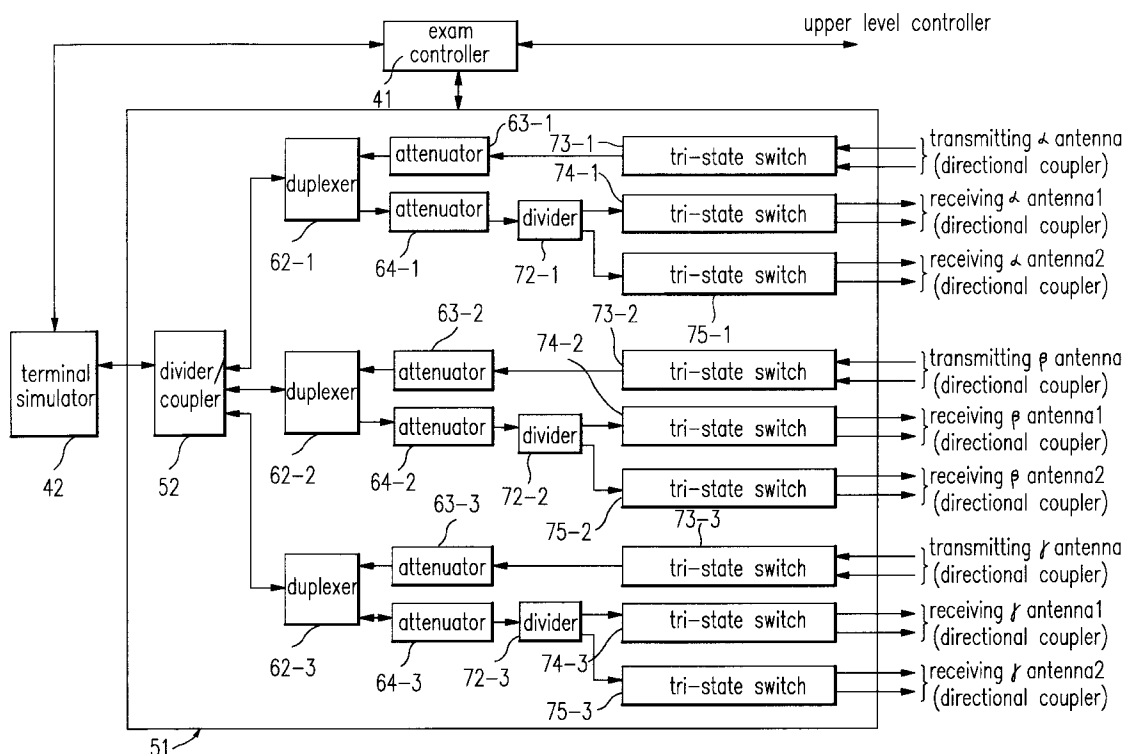 upper level controller
exam
controller
41
63-1
attenuator
73-1
tri-state switch
transmitting α antenna
(directional coupler)
duplexer
74-1
attenuator
divider
tri-state switch
receiving α antenna1
(directional coupler)
62-1
64-1
72-1
tri-state switch
receiving α antenna2
(directional coupler)
75-1
63-2
73-2
74-2
terminal
simulator
divider/
coupler
duplexer
attenuator
tri-state switch
transmitting β antenna
(directional coupler)
attenuator
divider
tri-state switch
receiving β antenna1
(directional coupler)
42
52
62-2
64-2
72-2
tri-state switch
receiving β antenna2
(directional coupler)
75-2
63-3
73-3
duplexer
attenuator
tri-state switch
transmitting γ antenna
(directional coupler)
attenuator
divider
tri-state switch
receiving γ antenna1
(directional coupler)
62-3
64-3
72-3
74-3
tri-state switch
receiving γ antenna2
(directional coupler)
75-3
51